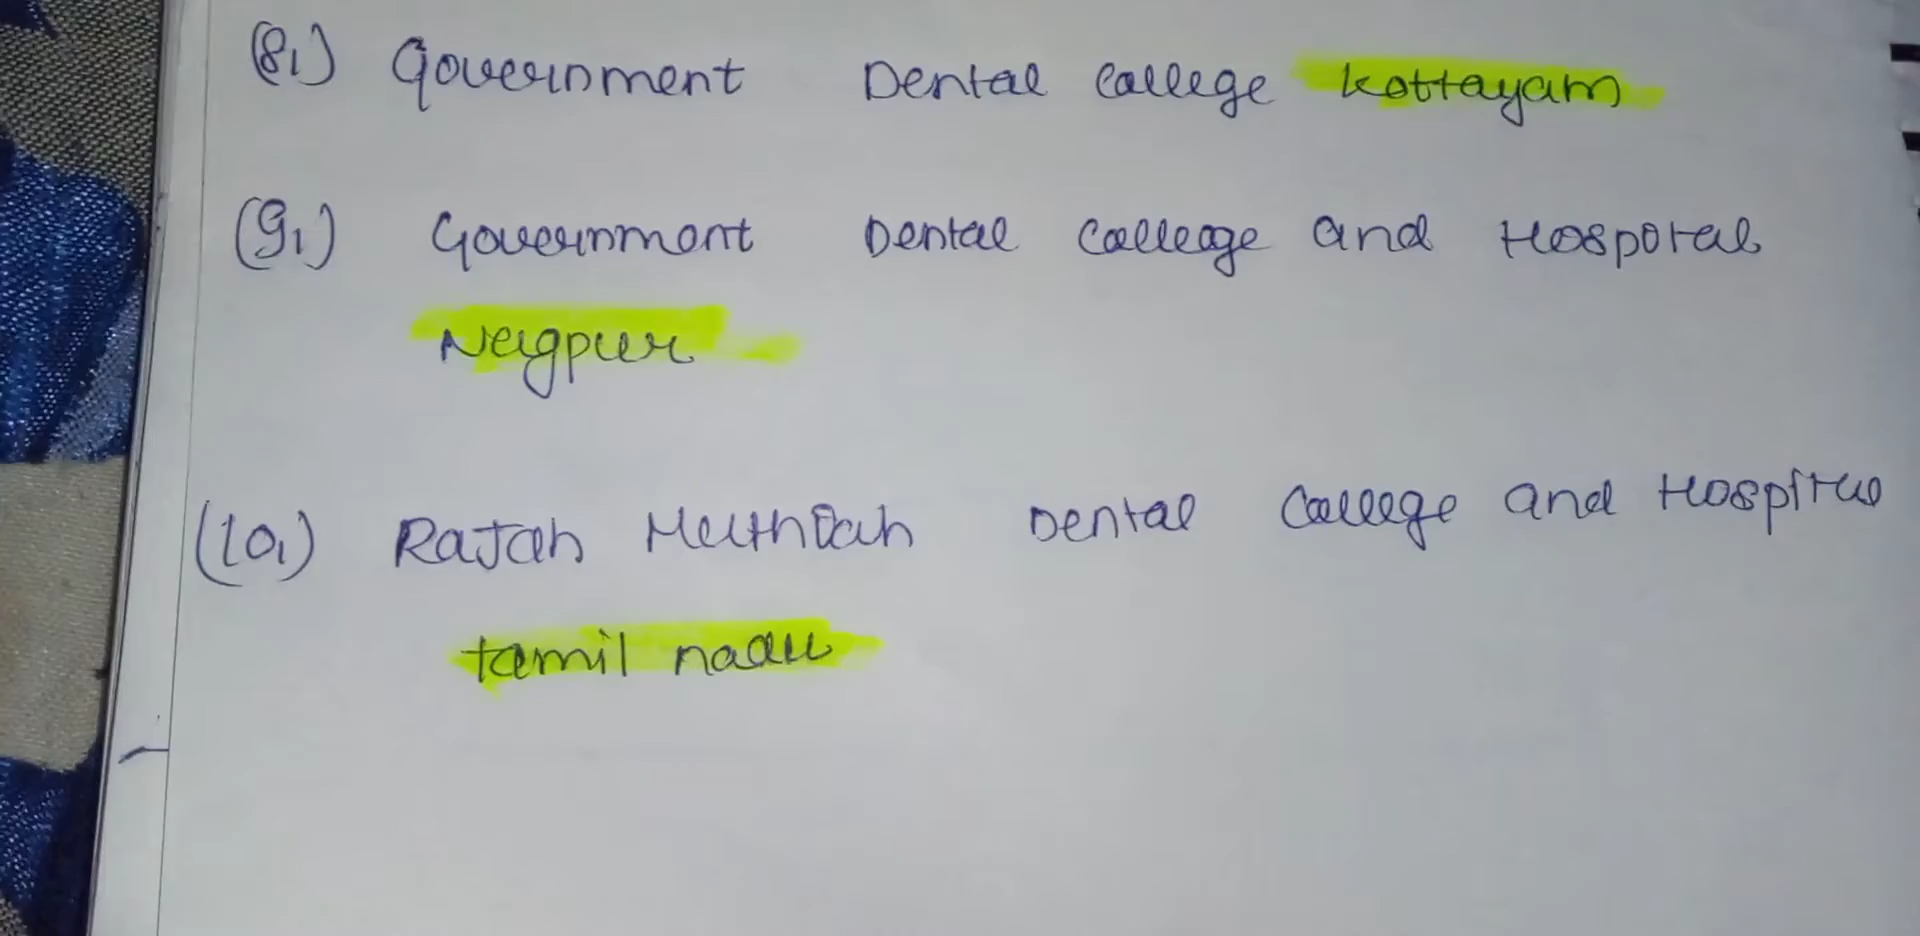 (8.) Government Dental College Kottayam
(9.) Government Dental College and Hospital
Nagpur
(10.) Rajah Muthiah Dental College and Hospital
tamil nadu